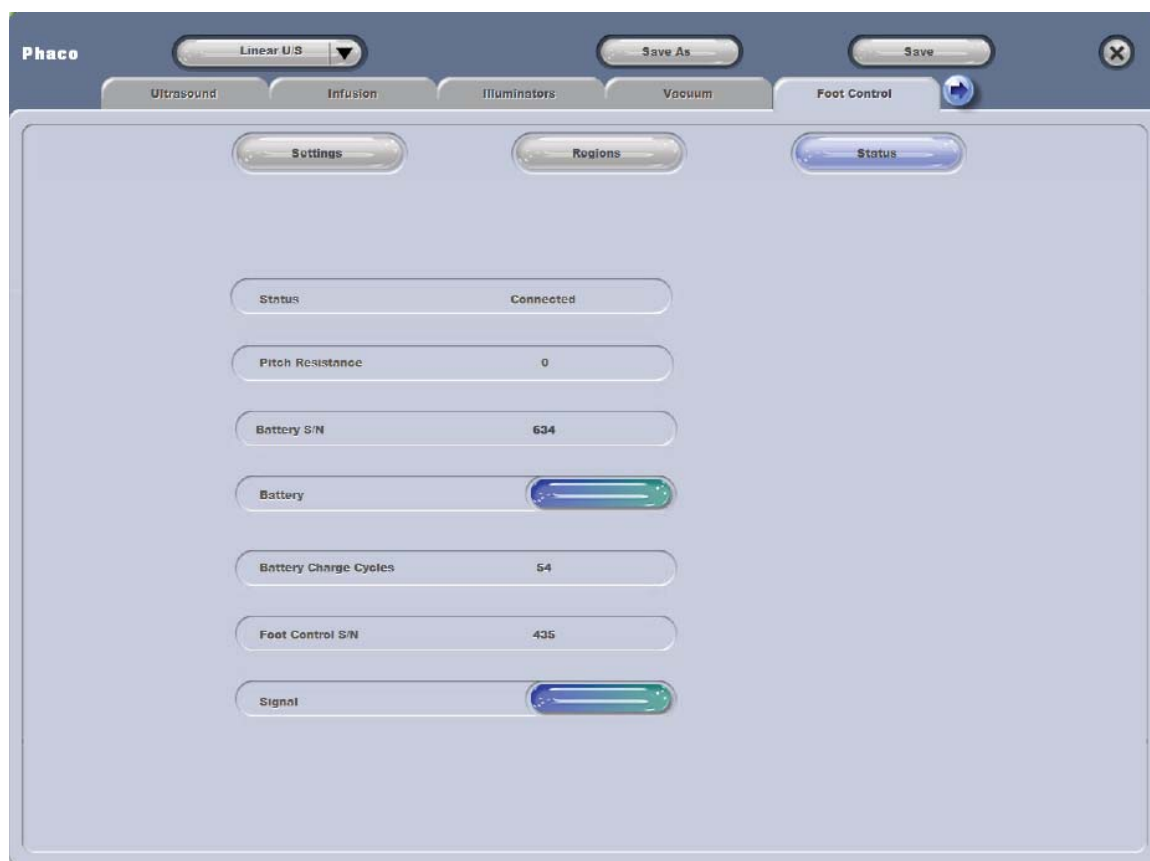 Phaco Linear U/S Save As Save
Ultrasound Infusion Illuminators Vacuum Foot Control
Settings Regions Status
Status Connected
Pitch Resistance 0
Battery S/N 634
Battery
Battery Charge Cycles 54
Foot Control S/N 435
Signal